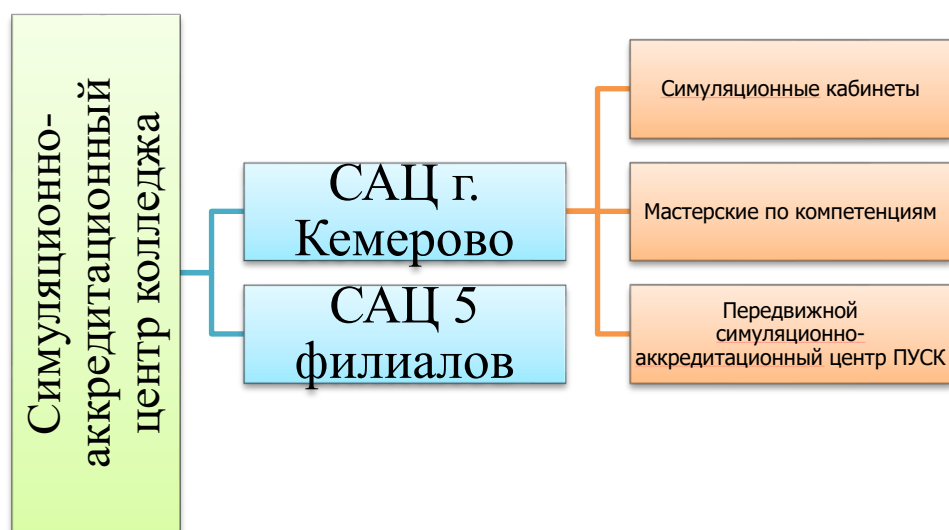 Симуляционно-
аккредитационный
центр колледжа
САЦ г.
Кемерово
САЦ 5
филиалов
Симуляционные кабинеты
Мастерские по компетенциям
Передвижной
симуляционно-
аккредитационный центр ПУСК